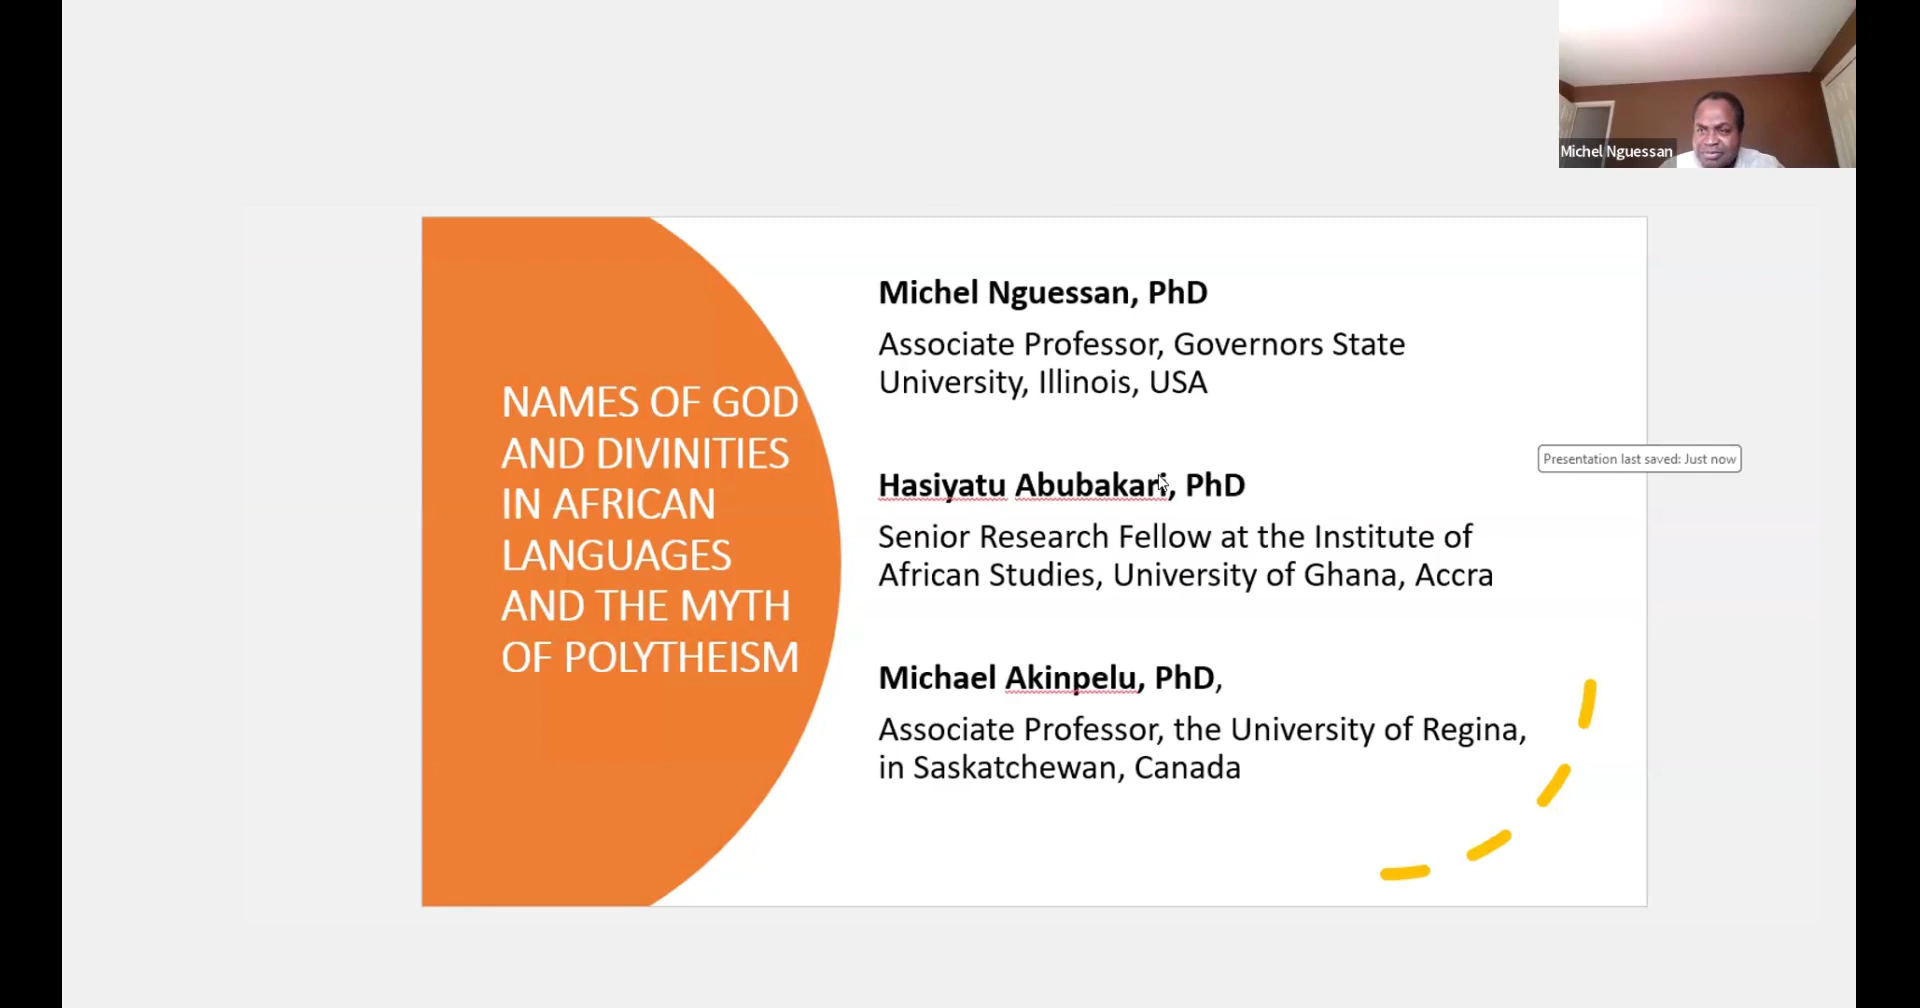 Michel Nguessan
NAMES OF GOD
AND DIVINITIES
IN AFRICAN
LANGUAGES
AND THE MYTH
OF POLYTHEISM
Michel Nguessan, PhD
Associate Professor, Governors State
University, Illinois, USA
Hasiyatu Abubakari, PhD
Senior Research Fellow at the Institute of
African Studies, University of Ghana, Accra
Michael Akinpelu, PhD,
Associate Professor, the University of Regina,
in Saskatchewan, Canada
Presentation last saved: Just now